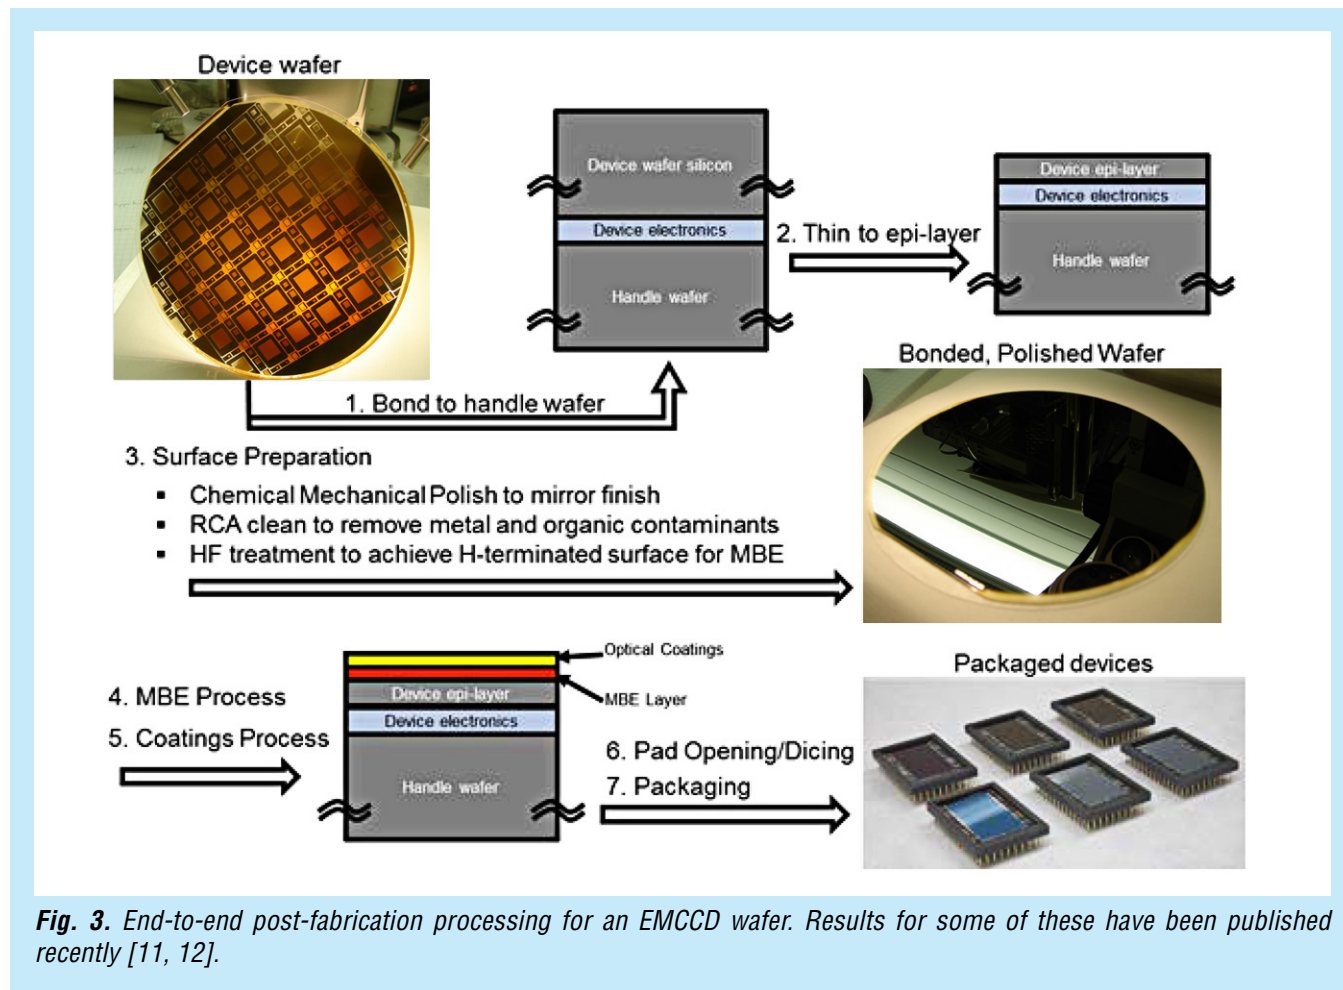 Device wafer
Device wafer silicon
Device electronics
Handle wafer
1. Bond to handle wafer
2. Thin to epi-layer
Device epi-layer
Device electronics
Handle wafer
Bonded, Polished Wafer
3. Surface Preparation
▪ Chemical Mechanical Polish to mirror finish
▪ RCA clean to remove metal and organic contaminants
▪ HF treatment to achieve H-terminated surface for MBE
4. MBE Process
5. Coatings Process
Optical Coatings
MBE Layer
Device epi-layer
Device electronics
Handle wafer
6. Pad Opening/Dicing
7. Packaging
Packaged devices
Fig. 3. End-to-end post-fabrication processing for an EMCCD wafer. Results for some of these have been published
recently [11, 12].